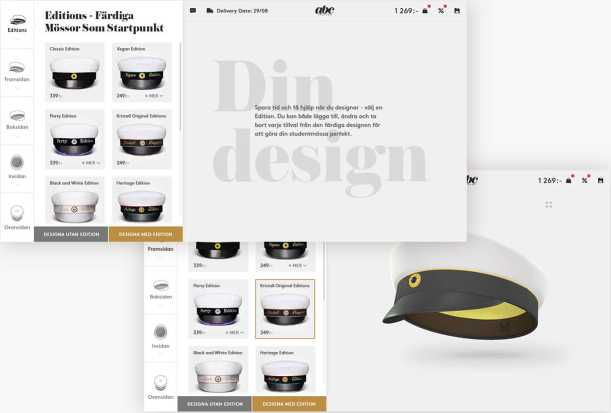 Editions
Framsidan
Baksidan
Insidan
Ovansidan
Editions - Färdiga
Mössor Som Startpunkt
Classic Edition
339:-
Vegan Edition
249:-
+ MER
Party Edition
339:-
+ MER
Kristall Original Editions
249:-
Black and White Edition
Heritage Edition
DESIGNA UTAN EDITION
DESIGNA MED EDITION
Delivery Date: 29/08
abc
1 269:-
Din
design
Spara tid och få hjälp när du designar - välj en
Edition. Du kan både lägga till, ändra och ta
bort varje tillval från den färdiga designen för
att göra din studentmössa perfekt.
Framsidan
Baksidan
Insidan
Ovansidan
339:-
249:-
+ MER
Party Edition
339:-
+ MER
Kristall Original Editions
249:-
Black and White Edition
Heritage Edition
DESIGNA UTAN EDITION
DESIGNA MED EDITION
abc
1 269:-